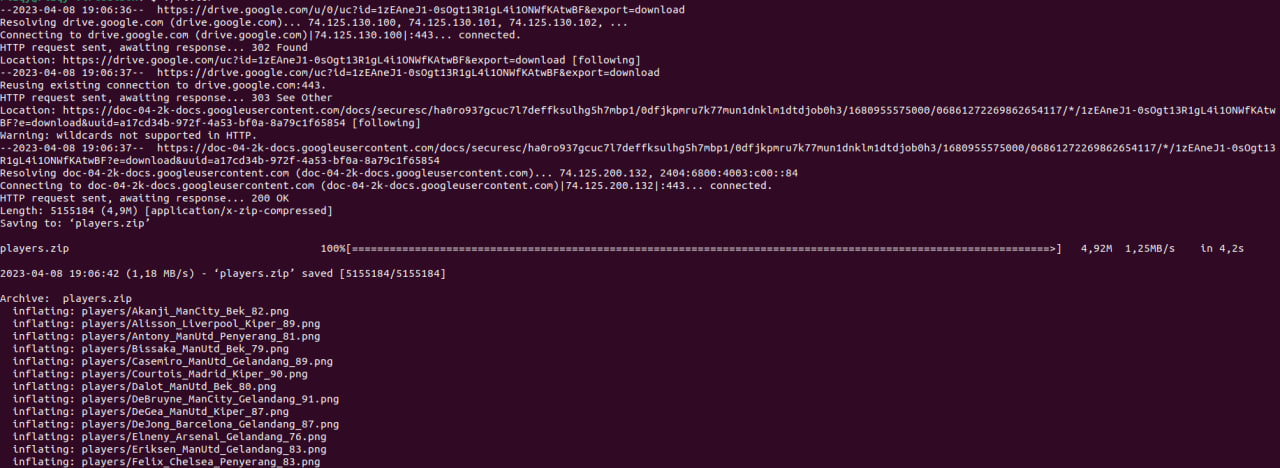 --2023-04-08 19:06:36-- https://drive.google.com/u/0/uc?id=1zEAneJ1-0sOgt13R1gL4i1ONWfKAtwBF&export=download
Resolving drive.google.com (drive.google.com)... 74.125.130.100, 74.125.130.101, 74.125.130.102, ...
Connecting to drive.google.com (drive.google.com)|74.125.130.100|:443... connected.
HTTP request sent, awaiting response... 302 Found
Location: https://drive.google.com/uc?id=1zEAneJ1-0sOgt13R1gL4i1ONWfKAtwBF&export=download [following]
--2023-04-08 19:06:37-- https://drive.google.com/uc?id=1zEAneJ1-0sOgt13R1gL4i1ONWfKAtwBF&export=download
Reusing existing connection to drive.google.com:443.
HTTP request sent, awaiting response... 303 See Other
Location: https://doc-04-2k-docs.googleusercontent.com/docs/securesc/ha0ro937gcuc7l7deffksulhg5h7mbp1/0dfjkpmru7k77mun1dnklm1dtdjob0h3/1680955575000/06861272269862654117/*/1zEAneJ1-0sOgt13R1gL4i1ONWfKAtw
BF?e=download&uuid=a17cd34b-972f-4a53-bf0a-8a79c1f65854 [following]
Warning: wildcards not supported in HTTP.
--2023-04-08 19:06:37-- https://doc-04-2k-docs.googleusercontent.com/docs/securesc/ha0ro937gcuc7l7deffksulhg5h7mbp1/0dfjkpmru7k77mun1dnklm1dtdjob0h3/1680955575000/06861272269862654117/*/1zEAneJ1-0sOgt13
R1gL4i1ONWfKAtwBF?e=download&uuid=a17cd34b-972f-4a53-bf0a-8a79c1f65854
Resolving doc-04-2k-docs.googleusercontent.com (doc-04-2k-docs.googleusercontent.com)... 74.125.200.132, 2404:6800:4003:c00::84
Connecting to doc-04-2k-docs.googleusercontent.com (doc-04-2k-docs.googleusercontent.com)|74.125.200.132|:443... connected.
HTTP request sent, awaiting response... 200 OK
Length: 5155184 (4,9M) [application/x-zip-compressed]
Saving to: ‘players.zip’
players.zip 100%[===============================================================================================================>] 4,92M 1,25MB/s in 4,2s
2023-04-08 19:06:42 (1,18 MB/s) - ‘players.zip’ saved [5155184/5155184]
Archive: players.zip
inflating: players/Akanji_ManCity_Bek_82.png
inflating: players/Alisson_Liverpool_Kiper_89.png
inflating: players/Antony_ManUtd_Penyerang_81.png
inflating: players/Bissaka_ManUtd_Bek_79.png
inflating: players/Casemiro_ManUtd_Gelandang_89.png
inflating: players/Courtois_Madrid_Kiper_90.png
inflating: players/Dalot_ManUtd_Bek_80.png
inflating: players/DeBruyne_ManCity_Gelandang_91.png
inflating: players/DeGea_ManUtd_Kiper_87.png
inflating: players/DeJong_Barcelona_Gelandang_87.png
inflating: players/Elneny_Arsenal_Gelandang_76.png
inflating: players/Eriksen_ManUtd_Gelandang_83.png
inflating: players/Felix_Chelsea_Penyerang_83.png